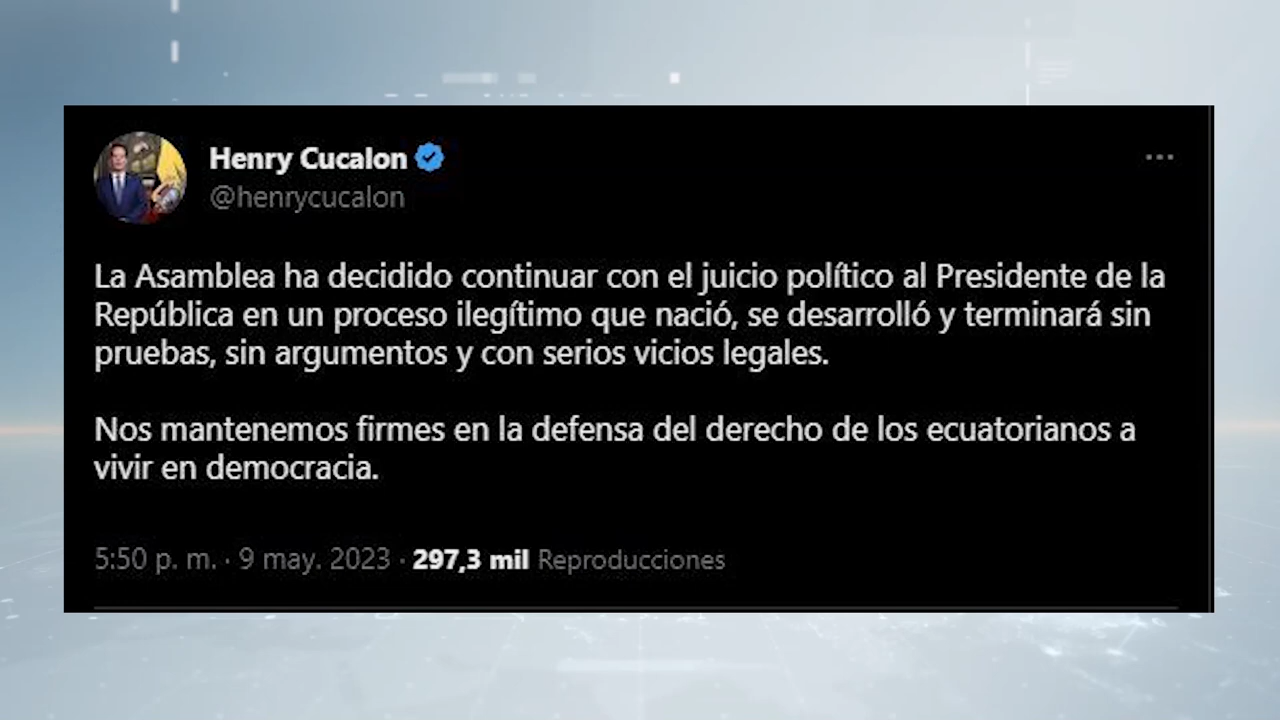 Henry Cucalon
@henrycucalon
La Asamblea ha decidido continuar con el juicio político al Presidente de la
República en un proceso ilegítimo que nació, se desarrolló y terminará sin
pruebas, sin argumentos y con serios vicios legales.
Nos mantenemos firmes en la defensa del derecho de los ecuatorianos a
vivir en democracia.
5:50 p. m. · 9 may. 2023 · 297,3 mil Reproducciones